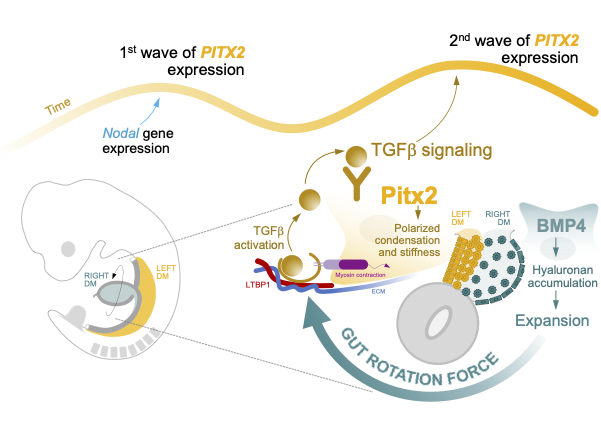 1st wave of PITX2
expression
2nd wave of PITX2
expression
Time
Nodal gene
expression
TGFβ signaling
Pitx2
TGFβ
activation
Polarized
condensation
and stiffness
LEFT
DM
RIGHT
DM
BMP4
Hyaluronan
accumulation
Expansion
Myosin contraction
LTBP1
ECM
RIGHT
DM
LEFT
DM
GUT ROTATION FORCE